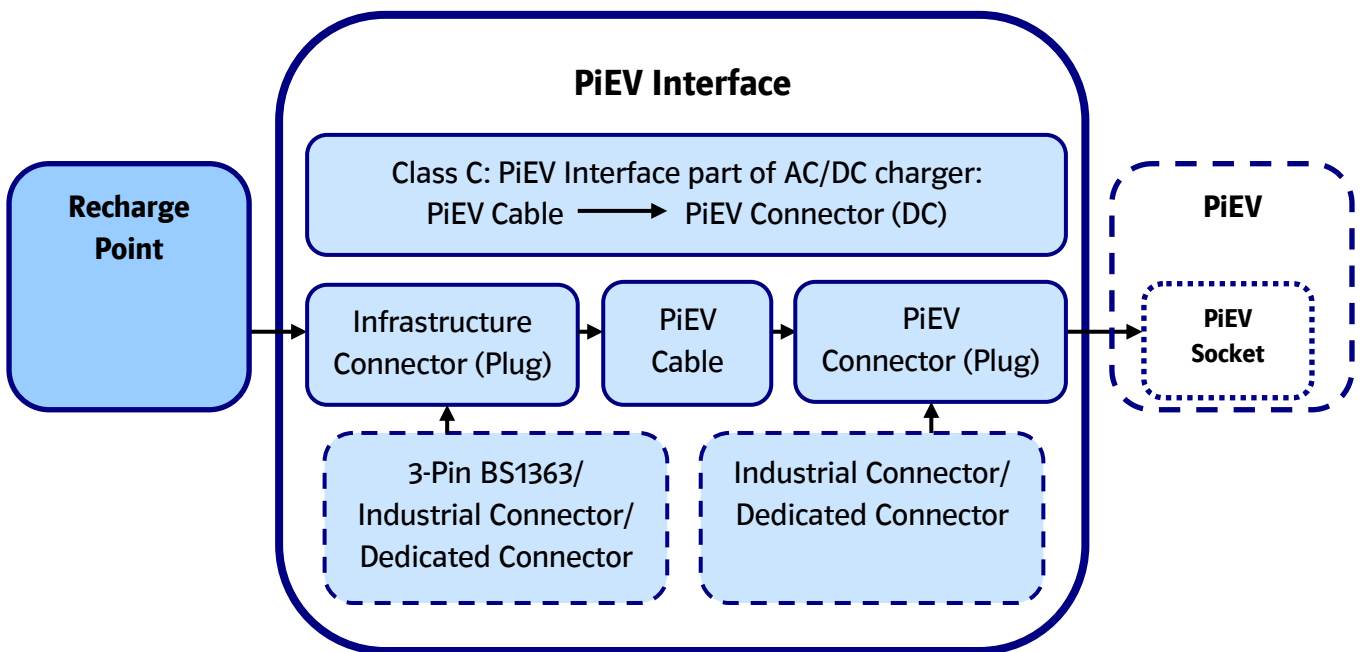 PiEV Interface
Class C: PiEV Interface part of AC/DC charger:
PiEV Cable PiEV Connector (DC)
Recharge
Point
Infrastructure
Connector (Plug)
PiEV
Cable
PiEV
Connector (Plug)
PiEV
PiEV
Socket
3-Pin BS1363/
Industrial Connector/
Dedicated Connector
Industrial Connector/
Dedicated Connector